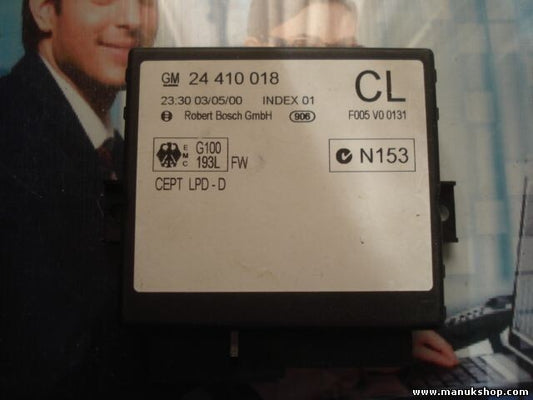 GM 24 410 018
CL
23:30 03/05/00 INDEX 01
Robert Bosch GmbH 906 F005 V0 0131
EMC G100 193L FW
N153
CEPT LPD-D
www.manukshop.com